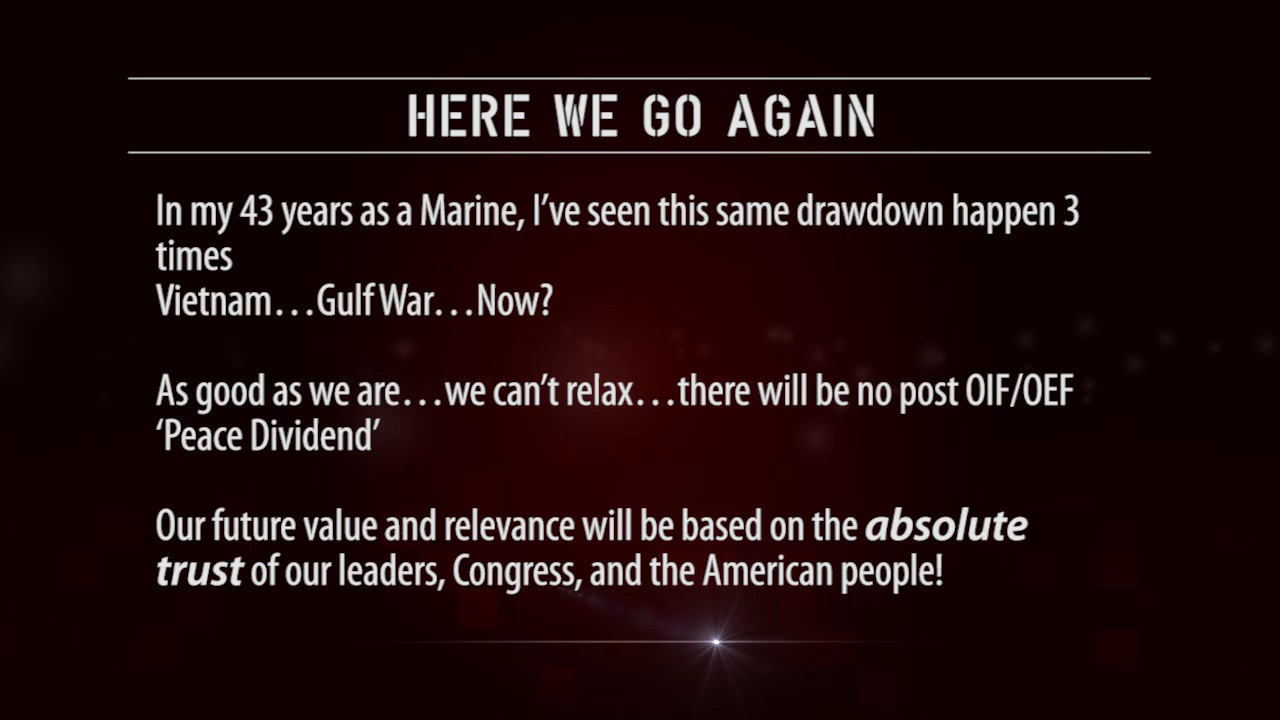 HERE WE GO AGAIN
In my 43 years as a Marine, I’ve seen this same drawdown happen 3
times
Vietnam…Gulf War…Now?
As good as we are…we can’t relax…there will be no post OIF/OEF
‘Peace Dividend’
Our future value and relevance will be based on the absolute
trust of our leaders, Congress, and the American people!